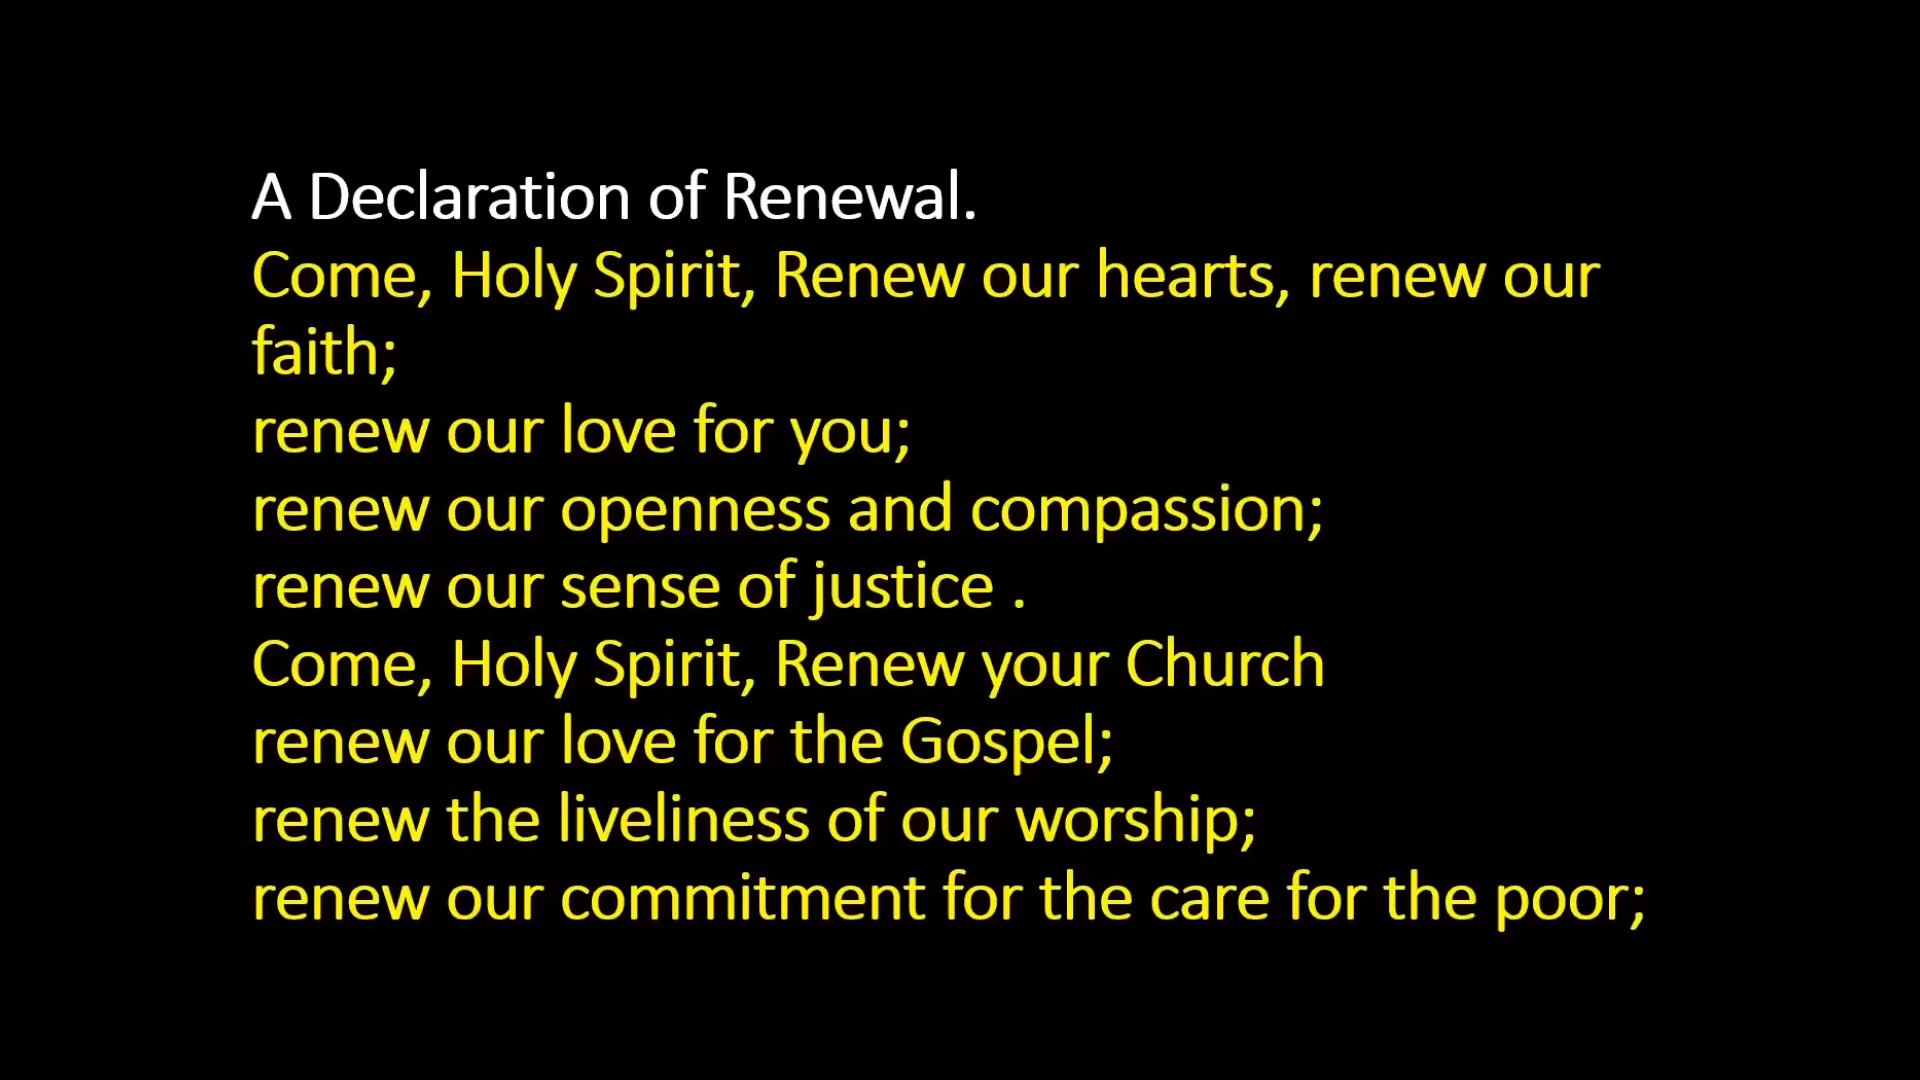 A Declaration of Renewal.
Come, Holy Spirit, Renew our hearts, renew our
faith;
renew our love for you;
renew our openness and compassion;
renew our sense of justice .
Come, Holy Spirit, Renew your Church
renew our love for the Gospel;
renew the liveliness of our worship;
renew our commitment for the care for the poor;